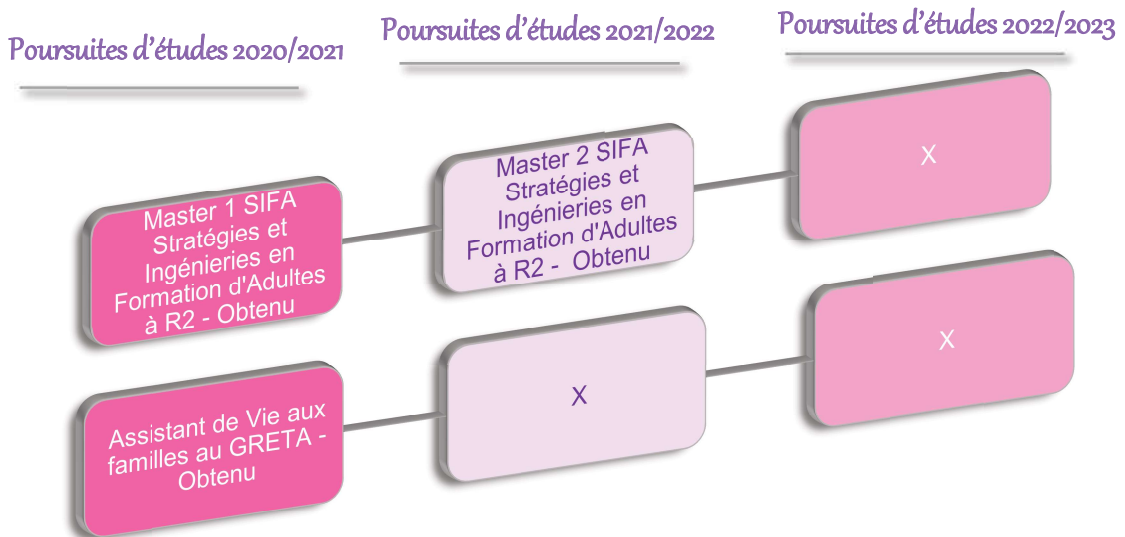 Poursuites d'études 2020/2021
Poursuites d'études 2021/2022
Poursuites d'études 2022/2023
Master 1 SIFA
Stratégies et
Ingénieries en
Formation d'Adultes
à R2 - Obtenu
Master 2 SIFA
Stratégies et
Ingénieries en
Formation d'Adultes
à R2 -  Obtenu
X
Assistant de Vie aux
familles au GRETA -
Obtenu
X
X